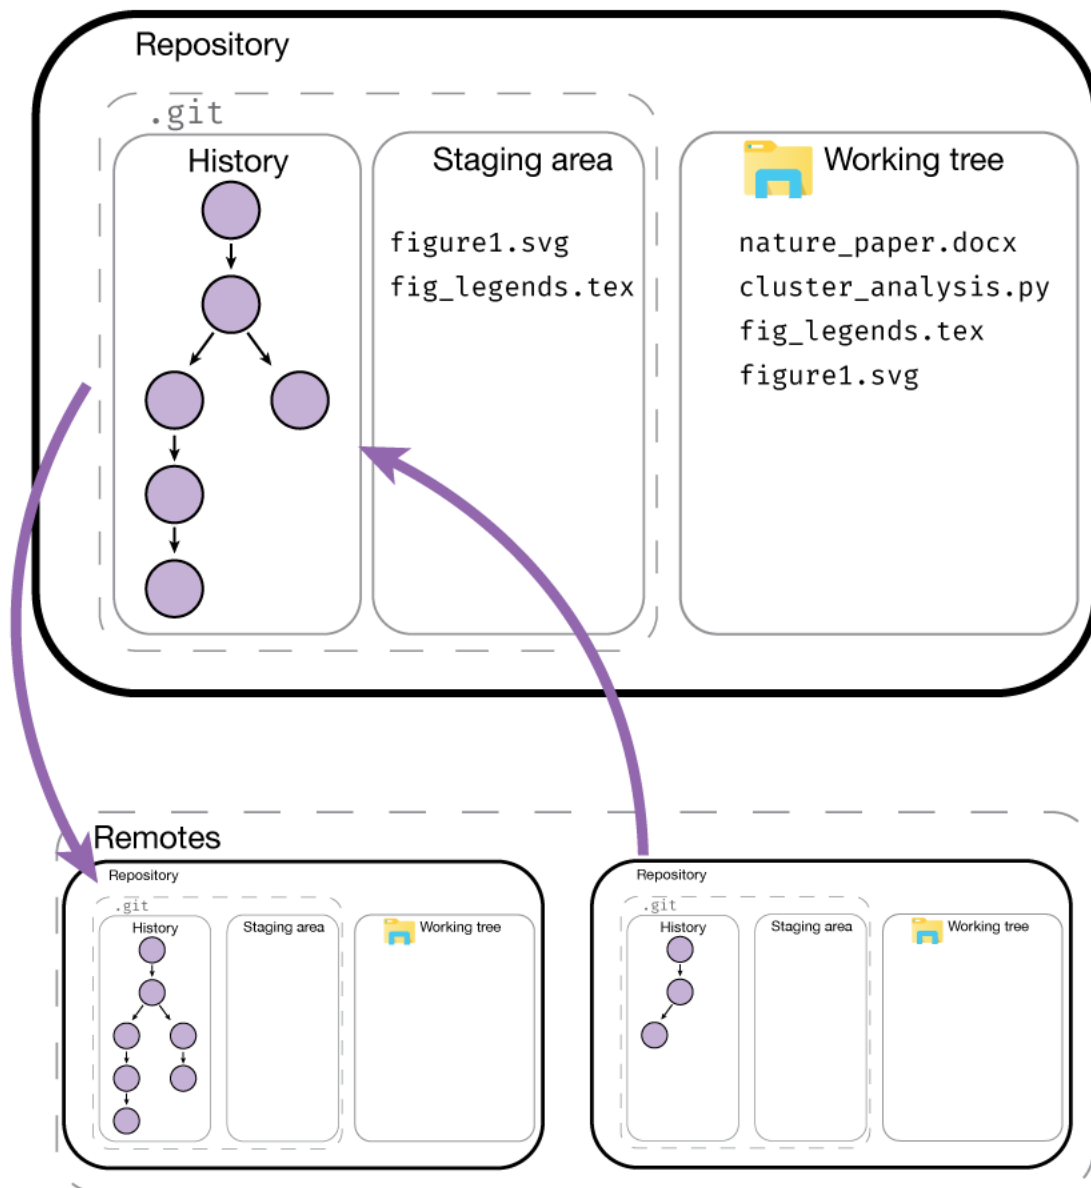 Repository
.git
History
Staging area
Working tree
figure1.svg
fig_legends.tex
nature_paper.docx
cluster_analysis.py
fig_legends.tex
figure1.svg
Remotes
Repository
.git
History
Staging area
Working tree
Repository
.git
History
Staging area
Working tree